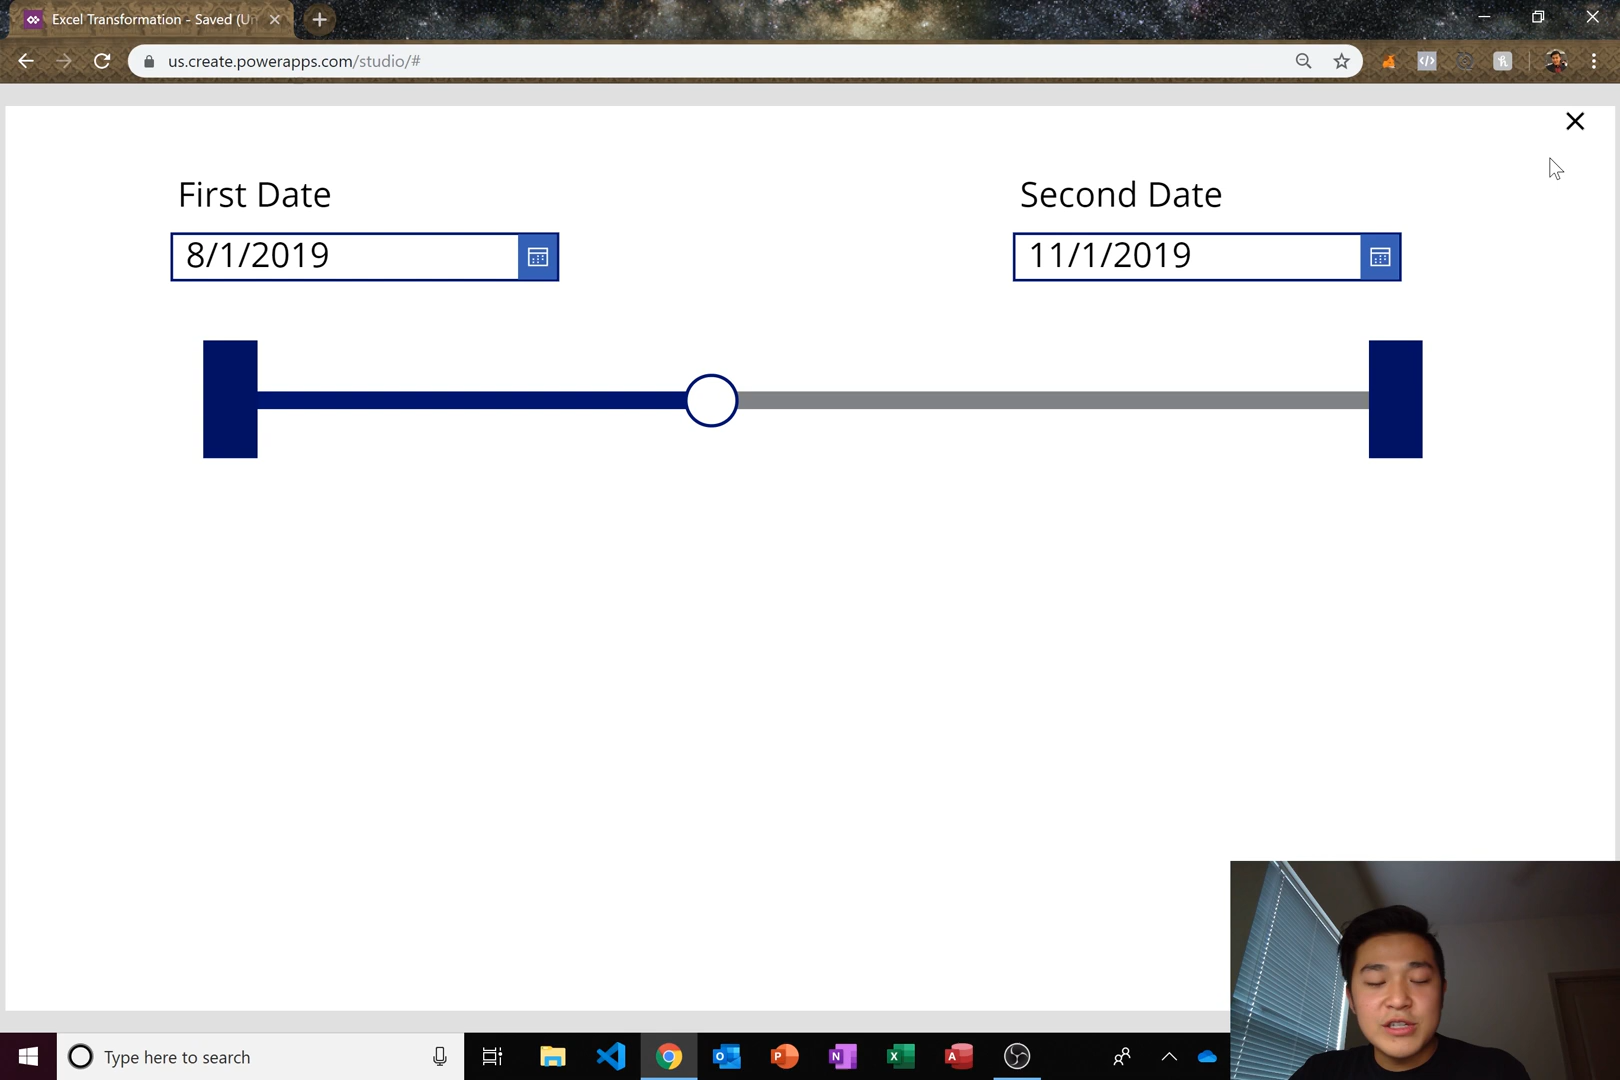 Excel Transformation - Saved (Un
us.create.powerapps.com/studio/#
First Date
Second Date
8/1/2019
11/1/2019
Type here to search